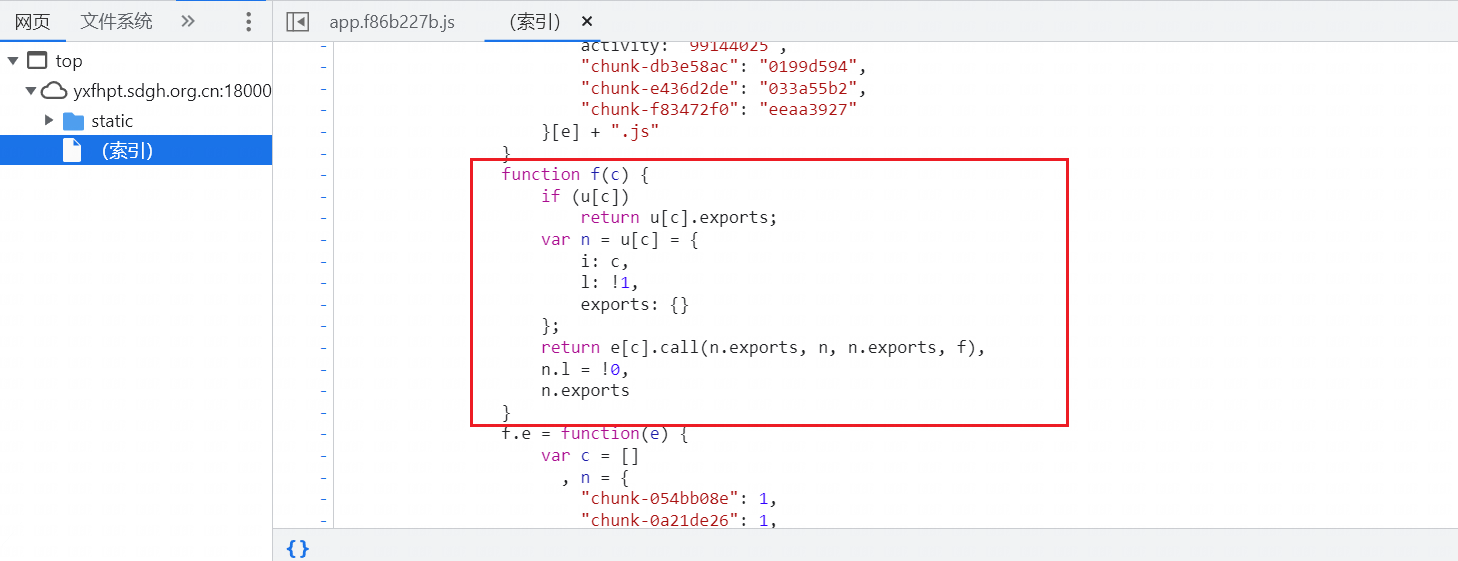 网页 文件系统
app.f86b227b.js (索引) ×
top
yxfhpt.sdgh.org.cn:18000
static
(索引)
activity: "99144025",
"chunk-db3e58ac": "0199d594",
"chunk-e436d2de": "033a55b2",
"chunk-f83472f0": "eeaa3927"
}[e] + ".js"
}
function f(c) {
if (u[c])
return u[c].exports;
var n = u[c] = {
i: c,
l: !1,
exports: {}
};
return e[c].call(n.exports, n, n.exports, f),
n.l = !0,
n.exports
}
f.e = function(e) {
var c = []
, n = {
"chunk-054bb08e": 1,
"chunk-0a21de26": 1,
{}